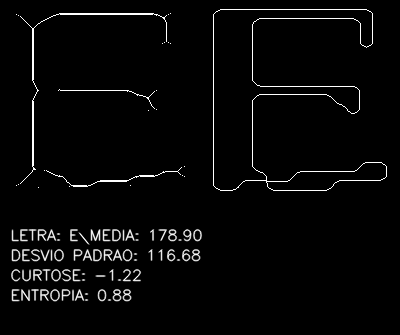 E E
LETRA: E\MEDIA: 178.90
DESVIO PADRAO: 116.68
CURTOSE: -1.22
ENTROPIA: 0.88